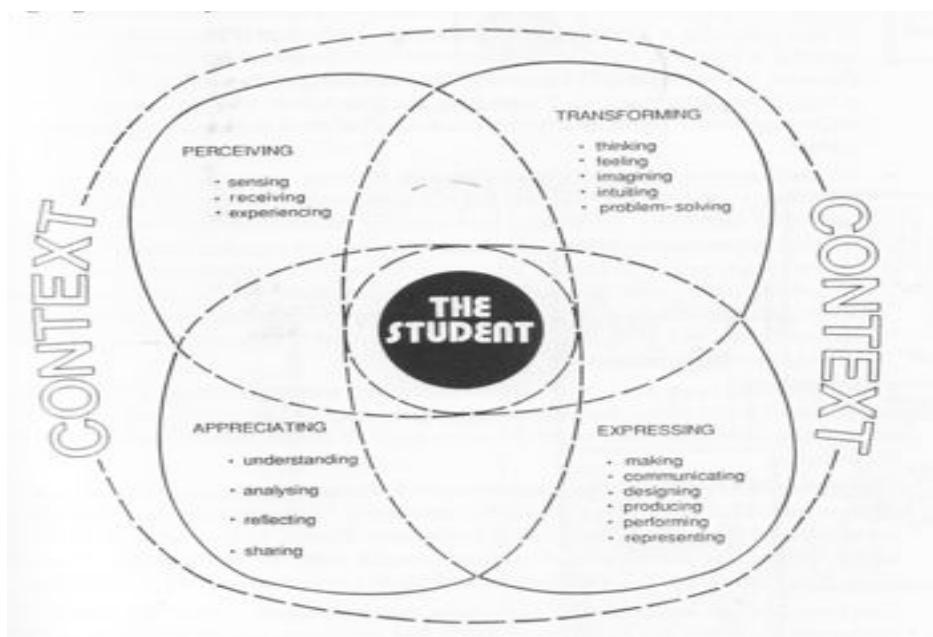 PERCEIVING
· sensing
· receiving
· experiencing
TRANSFORMING
· thinking
· feeling
· imagining
· intuiting
· problem-solving
CONTEXT
THE
STUDENT
CONTEXT
APPRECIATING
· understanding
· analysing
· reflecting
· sharing
EXPRESSING
· making
· communicating
· designing
· producing
· performing
· representing